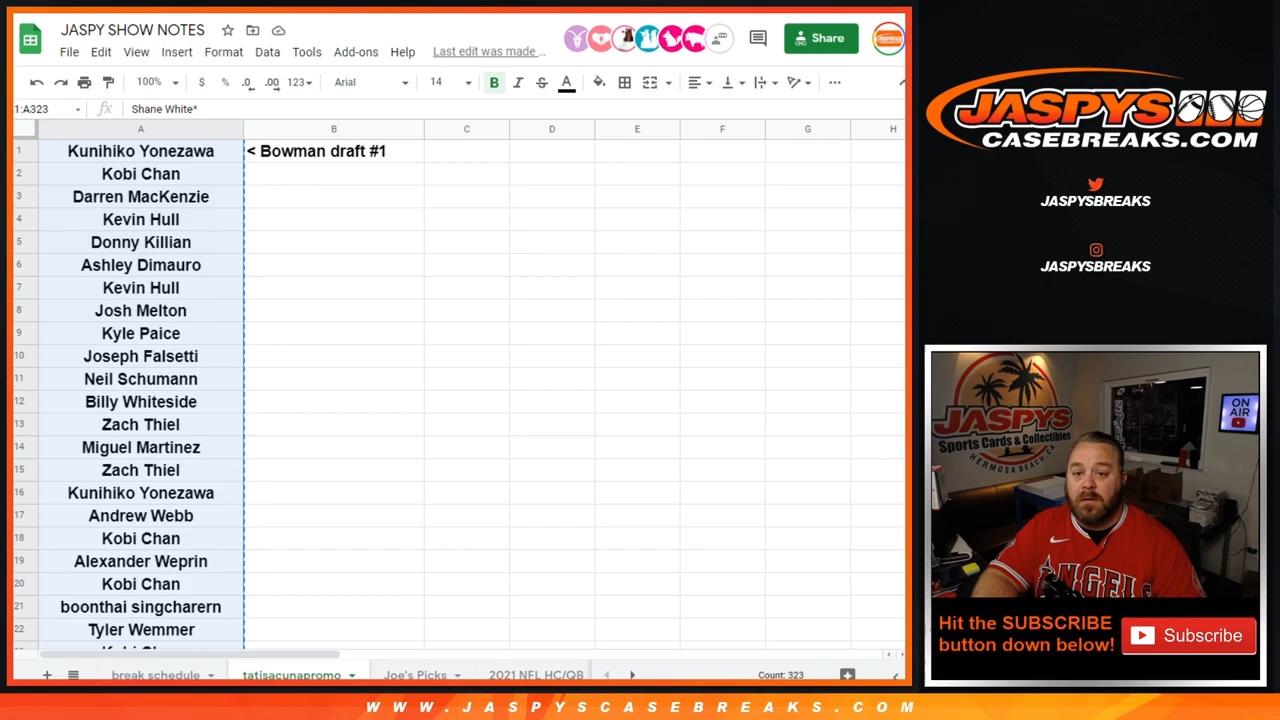 JASPY SHOW NOTES
File Edit View Insert Format Data Tools Add-ons Help Last edit was made ...
Share
100% $ % .0 .00 123 Arial 14 B I S A
1:A323 fx Shane White*
A B C D E F G H
1 Kunihiko Yonezawa < Bowman draft #1
2 Kobi Chan
3 Darren MacKenzie
4 Kevin Hull
5 Donny Killian
6 Ashley Dimauro
7 Kevin Hull
8 Josh Melton
9 Kyle Paice
10 Joseph Falsetti
11 Neil Schumann
12 Billy Whiteside
13 Zach Thiel
14 Miguel Martinez
15 Zach Thiel
16 Kunihiko Yonezawa
17 Andrew Webb
18 Kobi Chan
19 Alexander Weprin
20 Kobi Chan
21 boonthai singcharern
22 Tyler Wemmer
Kobi Chan
break schedule tatisacunapromo Joe's Picks 2021 NFL HC/QB Count: 323
JASPYS
CASEBREAKS.COM
JASPYSBREAKS
JASPYSBREAKS
JASPYS
Sports Cards & Collectibles
HERMOSA BEACH, CA
ON
AIR
ANGELS
Hit the SUBSCRIBE
button down below!
Subscribe
WWW.JASPYSCASEBREAKS.COM